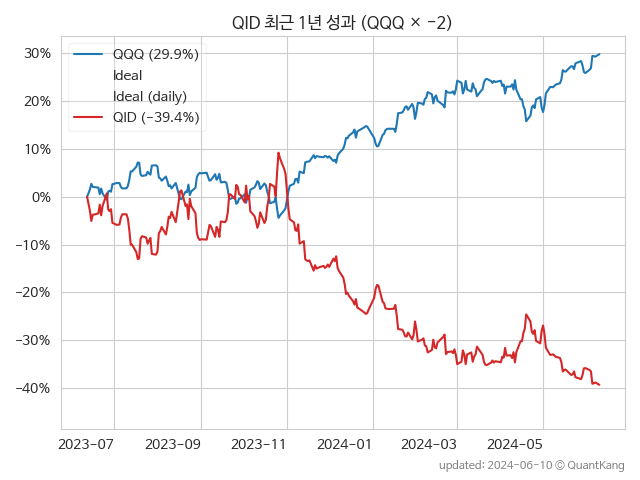 QID 최근 1년 성과 (QQQ × −2)
QQQ (29.9%)
Ideal
Ideal (daily)
QID (−39.4%)
30%
20%
10%
0%
−10%
−20%
−30%
−40%
2023-07 2023-09 2023-11 2024-01 2024-03 2024-05
updated: 2024-06-10 © QuantKang